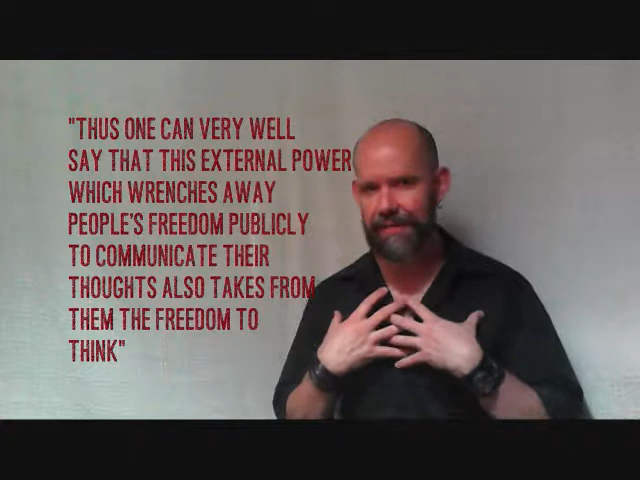 "THUS ONE CAN VERY WELL
SAY THAT THIS EXTERNAL POWER
WHICH WRENCHES AWAY
PEOPLE'S FREEDOM PUBLICLY
TO COMMUNICATE THEIR
THOUGHTS ALSO TAKES FROM
THEM THE FREEDOM TO
THINK"